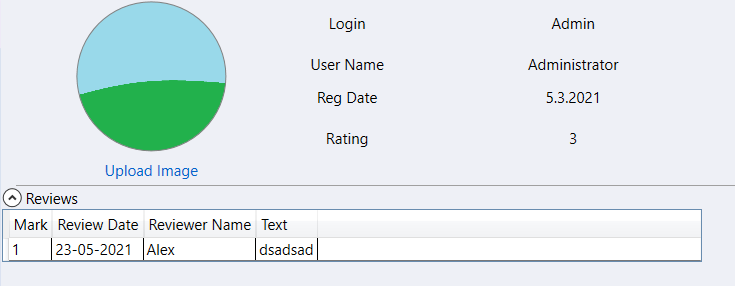 Login Admin
User Name Administrator
Reg Date 5.3.2021
Rating 3
Upload Image
Reviews
Mark Review Date Reviewer Name Text
1 23-05-2021 Alex dsadsad